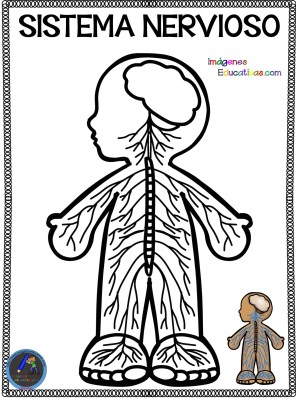 SISTEMA NERVIOSO
Imágenes
Educativas.com